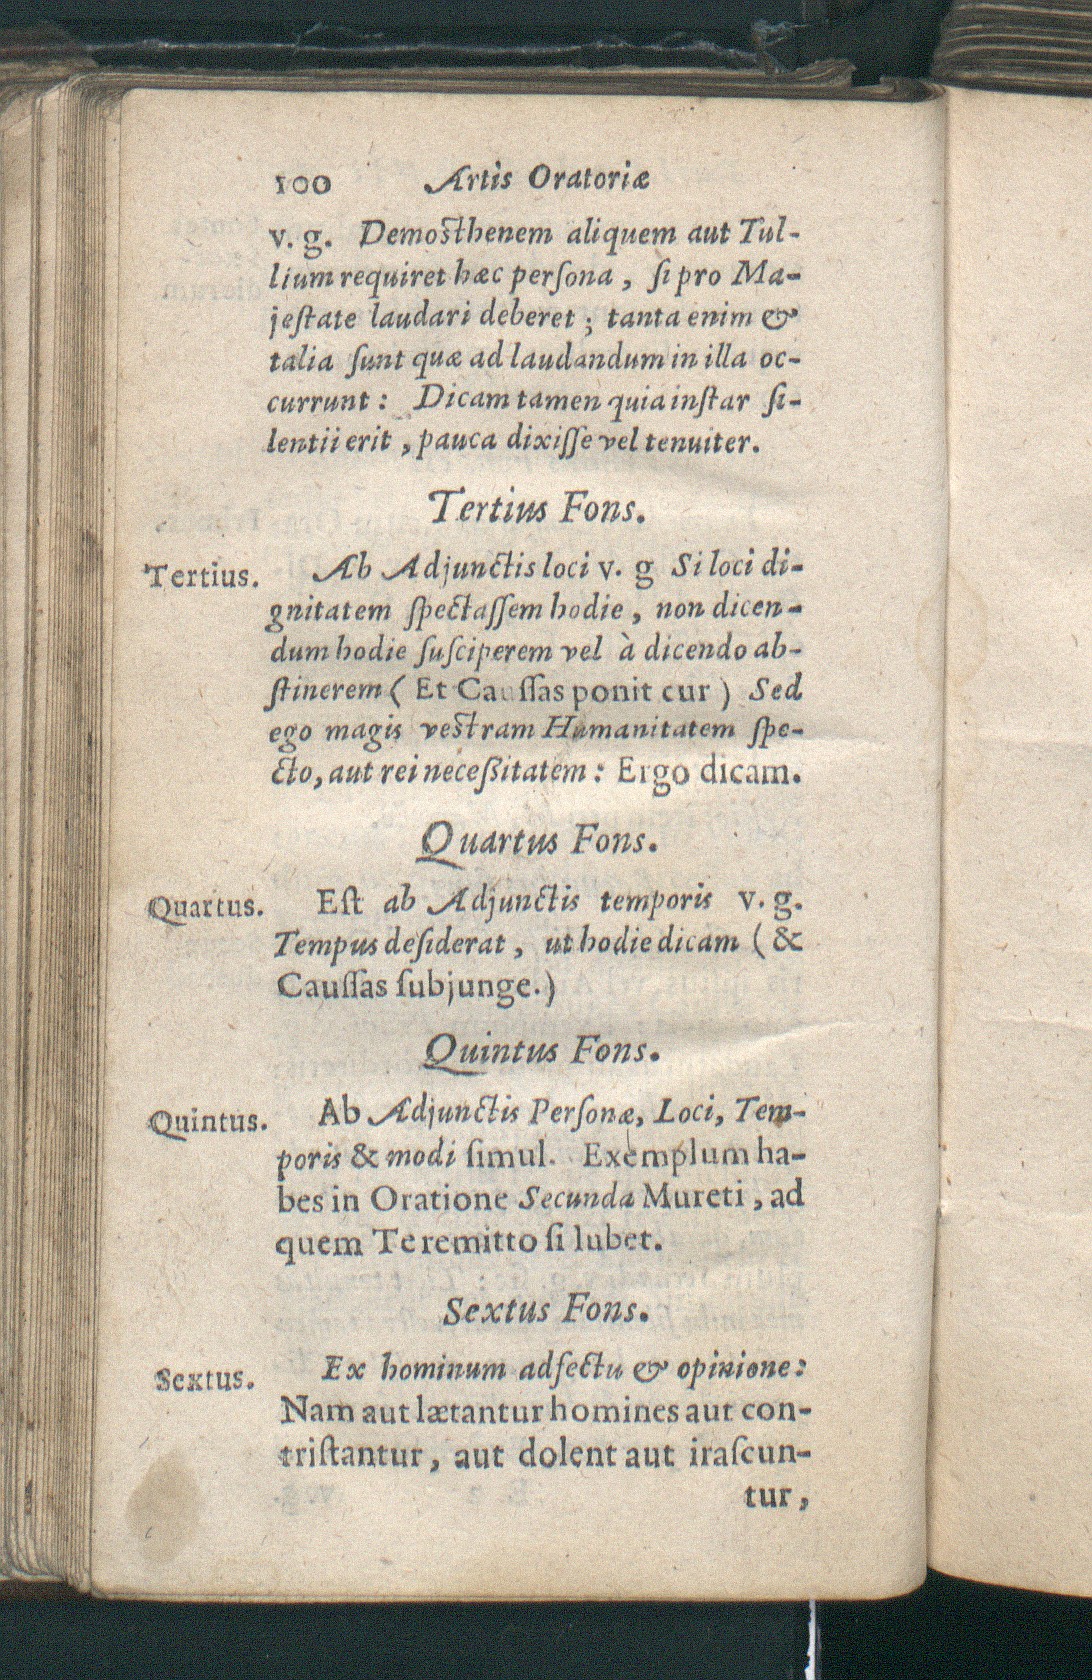 100 Artis Oratoriæ
v. g. Demosthenem aliquem aut Tul-
lium requiret hæc perſona, ſi pro Ma-
jeſtate laudari deberet; tanta enim &
talia ſunt quæ ad laudandum in illa oc-
currunt: Dicam tamen quia inſtar ſi-
lentii erit, pauca dixiſſe vel tenuiter.
Tertius Fons.
Tertius. Ab Adjunctis loci v. g Si loci di-
gnitatem ſpectaſſem hodie, non dicen-
dum hodie ſuſciperem vel à dicendo ab-
ſtinerem (Et Cauſſas ponit cur) Sed
ego magis vestram Humanitatem ſpe-
cto, aut rei neceßitatem: Ergo dicam.
Quartus Fons.
Quartus. Eſt ab Adjunctis temporis v. g.
Tempus deſiderat, ut hodie dicam (&
Cauſſas ſubjunge.)
Quintus Fons.
Quintus. Ab Adjunctis Perſonæ, Loci, Tem-
poris & modi ſimul. Exemplum ha-
bes in Oratione Secunda Mureti, ad
quem Te remitto ſi lubet.
Sextus Fons.
Sextus. Ex hominum adfectu & opinione:
Nam aut lætantur homines aut con-
triſtantur, aut dolent aut iraſcun-
tur,